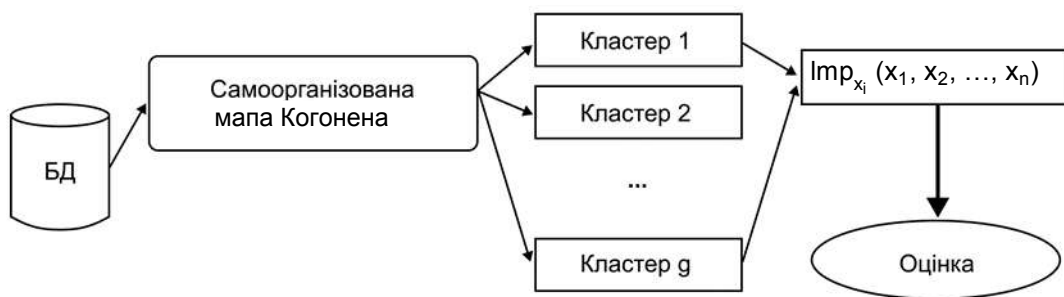 БД
Самоорганізована
мапа Когонена
Кластер 1
Кластер 2
...
Кластер g
Imp_{x_i} (x_1, x_2, ..., x_n)
Оцінка